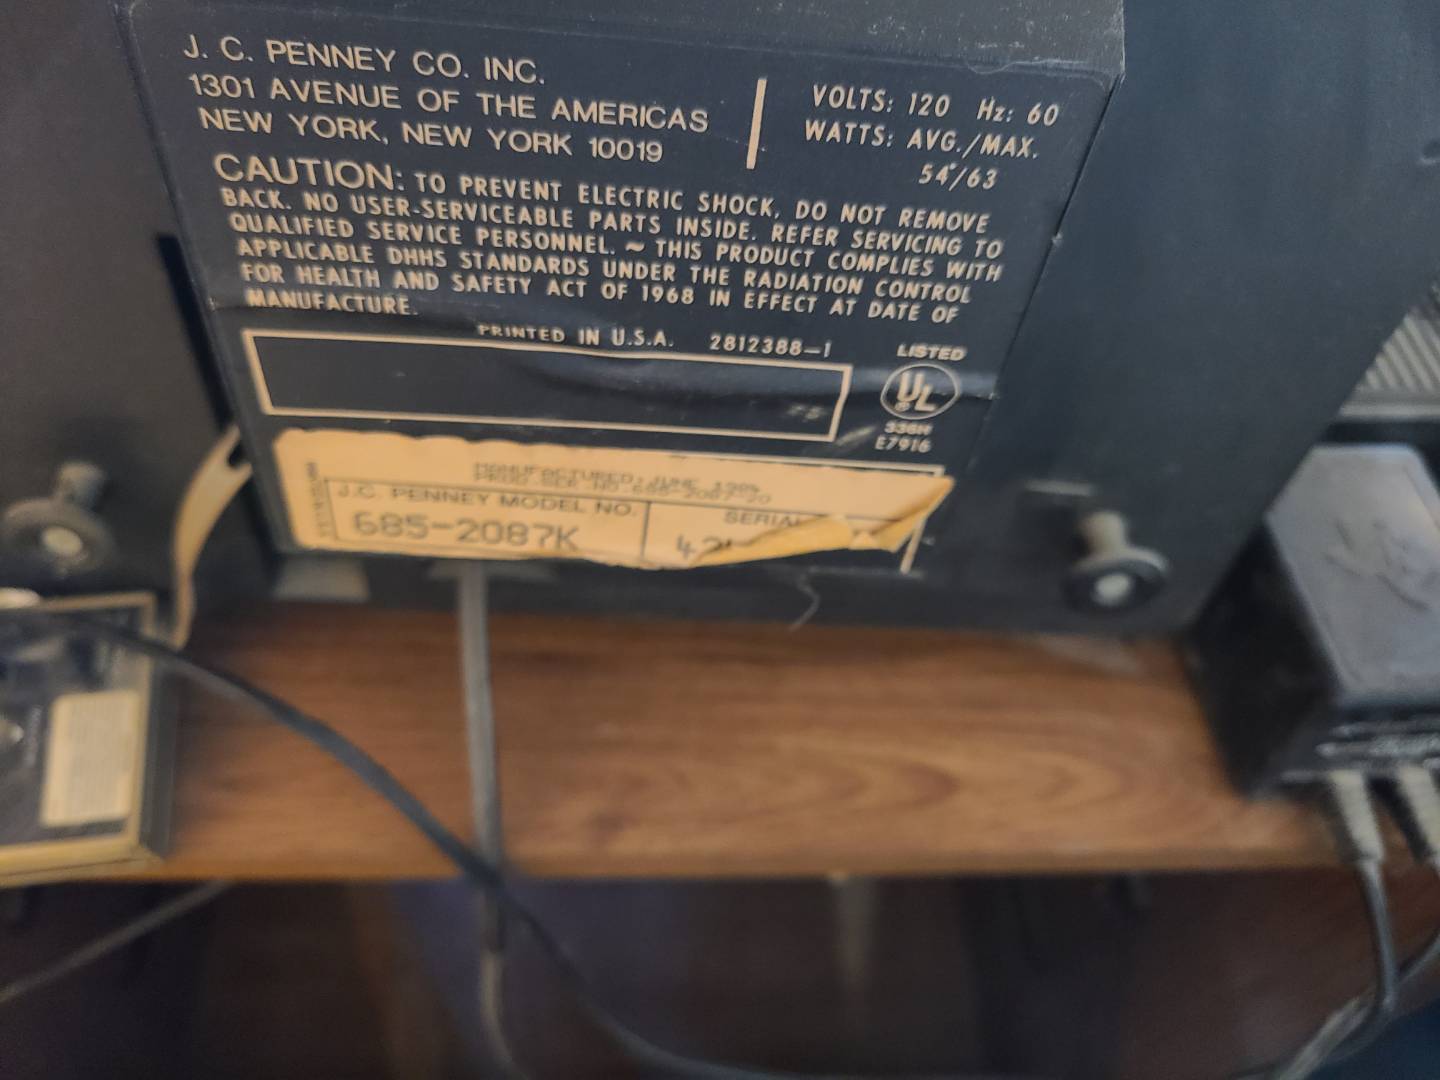 J. C. PENNEY CO. INC.
1301 AVENUE OF THE AMERICAS
NEW YORK, NEW YORK 10019
VOLTS: 120 Hz: 60
WATTS: AVG./MAX.
54/63
CAUTION: TO PREVENT ELECTRIC SHOCK, DO NOT REMOVE
BACK. NO USER-SERVICEABLE PARTS INSIDE. REFER SERVICING TO
QUALIFIED SERVICE PERSONNEL. ~ THIS PRODUCT COMPLIES WITH
APPLICABLE DHHS STANDARDS UNDER THE RADIATION CONTROL
FOR HEALTH AND SAFETY ACT OF 1968 IN EFFECT AT DATE OF
MANUFACTURE.
PRINTED IN U.S.A. 2812388-1
LISTED
UL
336H
E7916
MANUFACTURED: JUNE
J.C. PENNEY MODEL NO.
685-2087K
SERIAL